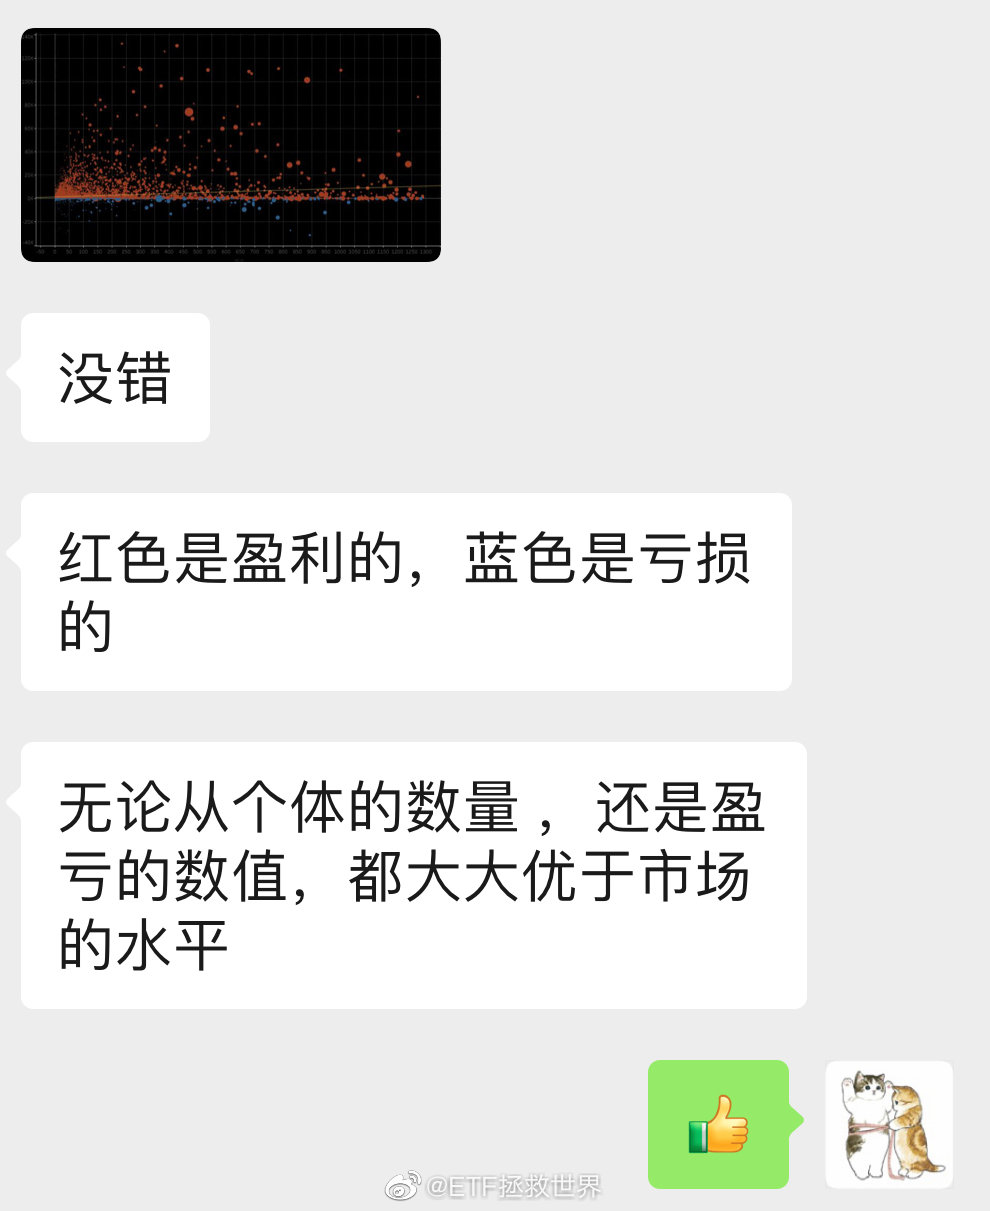 没错
红色是盈利的，蓝色是亏损
的
无论从个体的数量 ，还是盈
亏的数值，都大大优于市场
的水平
@ETF拯救世界